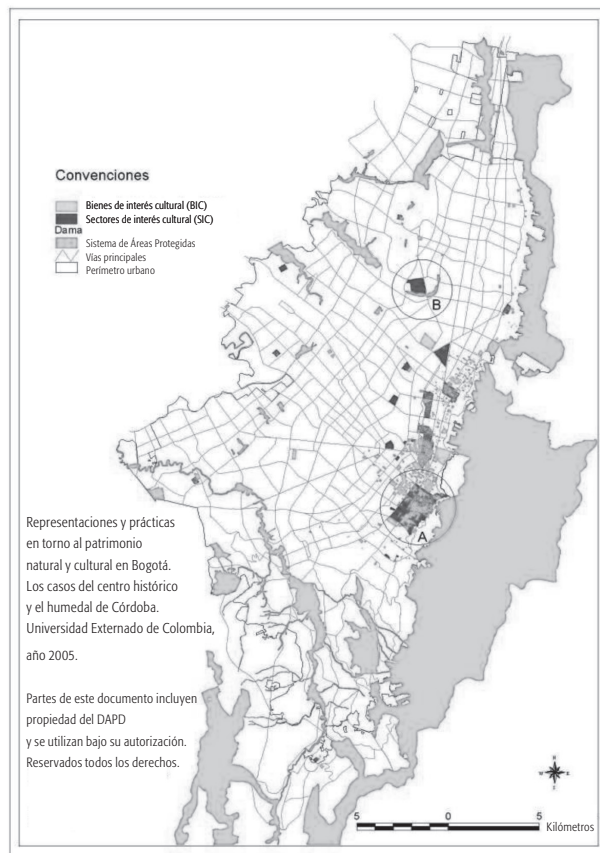 Convenciones
Bienes de interés cultural (BIC)
Sectores de interés cultural (SIC)
Dama
Sistema de Áreas Protegidas
Vías principales
Perímetro urbano
B
A
Representaciones y prácticas
en torno al patrimonio
natural y cultural en Bogotá.
Los casos del centro histórico
y el humedal de Córdoba.
Universidad Externado de Colombia,
año 2005.
Partes de este documento incluyen
propiedad del DAPD
y se utilizan bajo su autorización.
Reservados todos los derechos.
5 0 5 Kilómetros